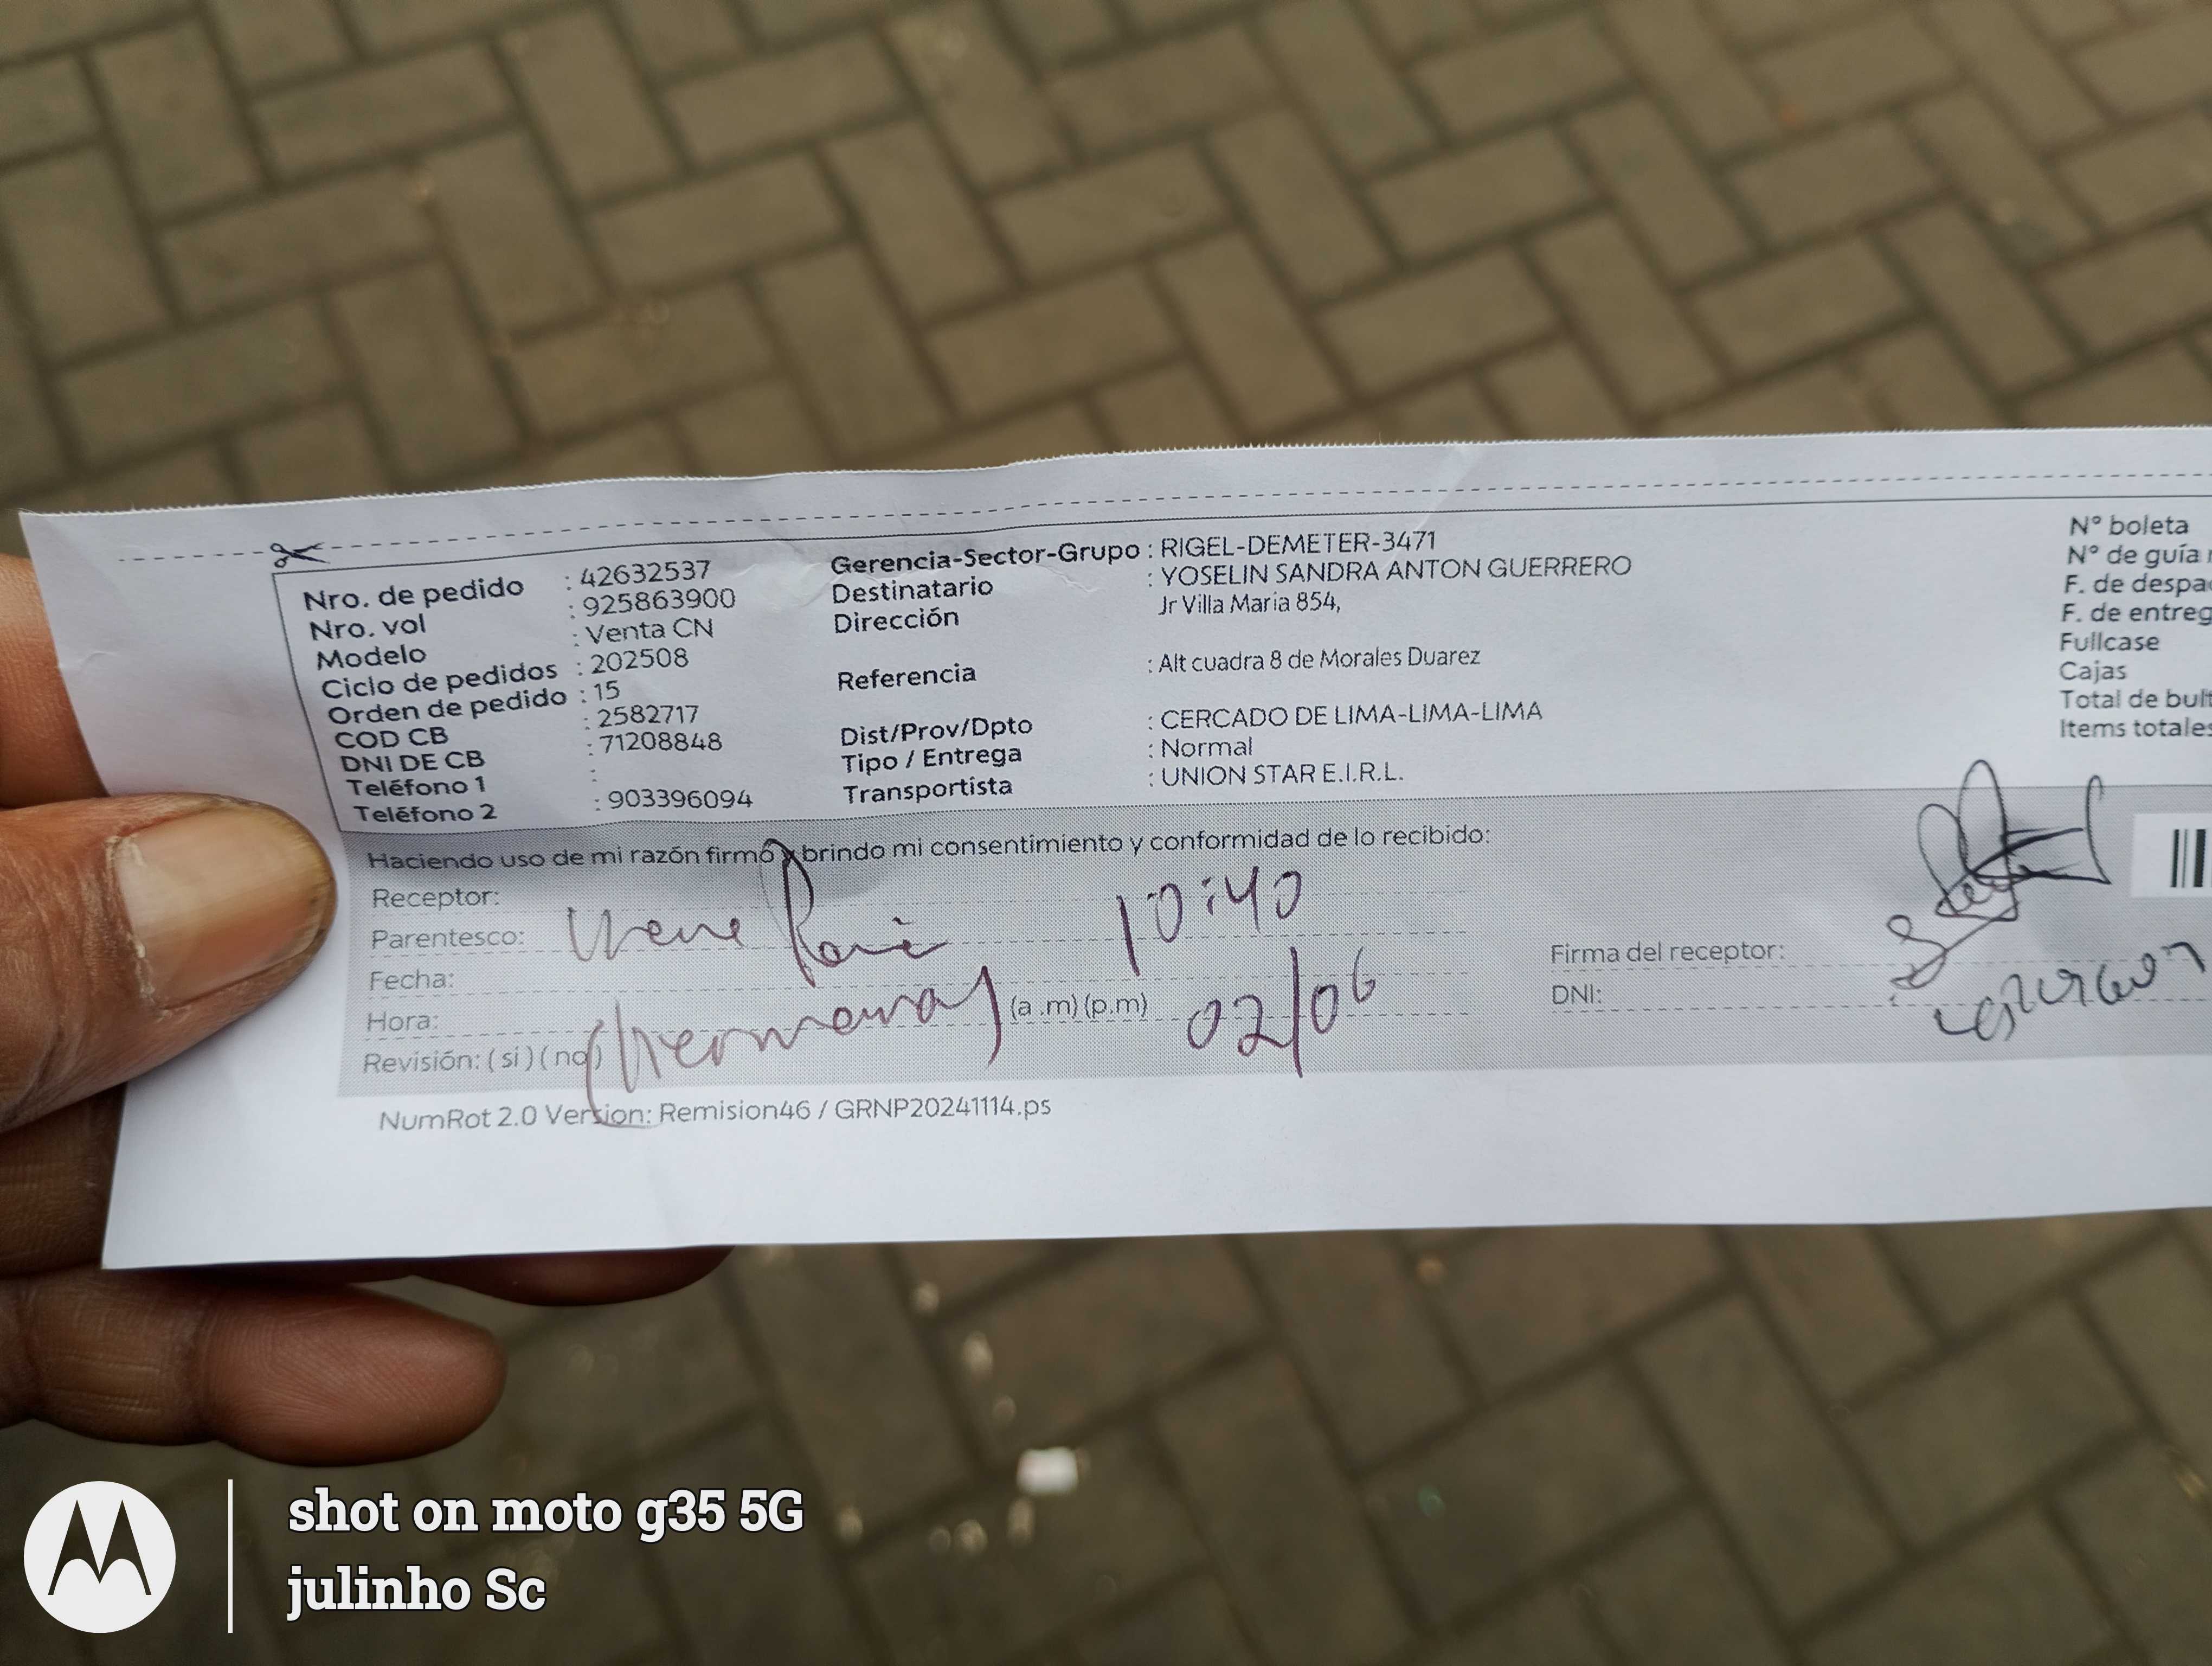 Nro. de pedido : 42632537
Nro. vol : 925863900
Modelo : Venta CN
Ciclo de pedidos : 202508
Orden de pedido : 15
COD CB : 2582717
DNI DE CB : 71208848
Teléfono 1 :
Teléfono 2 : 903396094
Gerencia-Sector-Grupo : RIGEL-DEMETER-3471
Destinatario : YOSELIN SANDRA ANTON GUERRERO
Dirección Jr Villa Maria 854,
Referencia : Alt cuadra 8 de Morales Duarez
Dist/Prov/Dpto : CERCADO DE LIMA-LIMA-LIMA
Tipo / Entrega : Normal
Transportista : UNION STAR E.I.R.L.
N° boleta
N° de guía
F. de despa
F. de entreg
Fullcase
Cajas
Total de bult
Items totales
Haciendo uso de mi razón firmo y brindo mi consentimiento y conformidad de lo recibido:
Receptor:
Parentesco:
10:40
Fecha:
Hora: (a.m) (p.m) 02/06
Revisión: (si) (no) (hermana)
Firma del receptor:
DNI:
NumRot 2.0 Version: Remision46 / GRNP20241114.ps
shot on moto g35 5G
julinho Sc